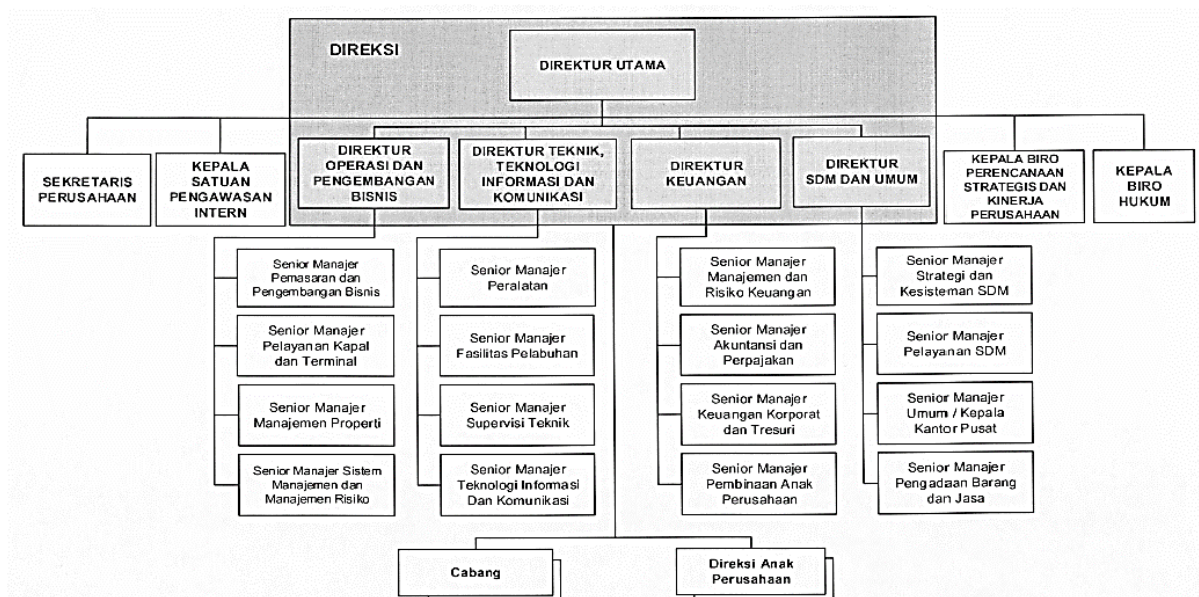 DIREKSI
DIREKTUR UTAMA
SEKRETARIS
PERUSAHAAN
KEPALA
SATUAN
PENGAWASAN
INTERN
DIREKTUR
OPERASI DAN
PENGEMBANGAN
BISNIS
DIREKTUR TEKNIK,
TEKNOLOGI
INFORMASI DAN
KOMUNIKASI
DIREKTUR
KEUANGAN
DIREKTUR
SDM DAN UMUM
KEPALA BIRO
PERENCANAAN
STRATEGIS DAN
KINERJA
PERUSAHAAN
KEPALA
BIRO
HUKUM
Senior Manajer
Pemasaran dan
Pengembangan Bisnis
Senior Manajer
Pelayanan Kapal
dan Terminal
Senior Manajer
Manajemen Properti
Senior Manajer Sistem
Manajemen dan
Manajemen Risiko
Senior Manajer
Peralatan
Senior Manajer
Fasilitas Pelabuhan
Senior Manajer
Supervisi Teknik
Senior Manajer
Teknologi Informasi
Dan Komunikasi
Senior Manajer
Manajemen dan
Risiko Keuangan
Senior Manajer
Akuntansi dan
Perpajakan
Senior Manajer
Keuangan Korporat
dan Tresuri
Senior Manajer
Pembinaan Anak
Perusahaan
Senior Manajer
Strategi dan
Kesisteman SDM
Senior Manajer
Pelayanan SDM
Senior Manajer
Umum / Kepala
Kantor Pusat
Senior Manajer
Pengadaan Barang
dan Jasa
Cabang
Direksi Anak
Perusahaan